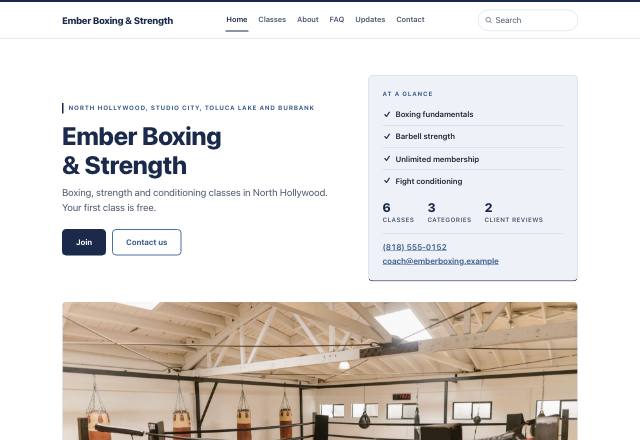 Ember Boxing & Strength
Home Classes About FAQ Updates Contact
Search
NORTH HOLLYWOOD, STUDIO CITY, TOLUCA LAKE AND BURBANK
Ember Boxing
& Strength
Boxing, strength and conditioning classes in North Hollywood.
Your first class is free.
Join
Contact us
AT A GLANCE
Boxing fundamentals
Barbell strength
Unlimited membership
Fight conditioning
6 3 2
CLASSES CATEGORIES CLIENT REVIEWS
(818) 555-0152
coach@emberboxing.example